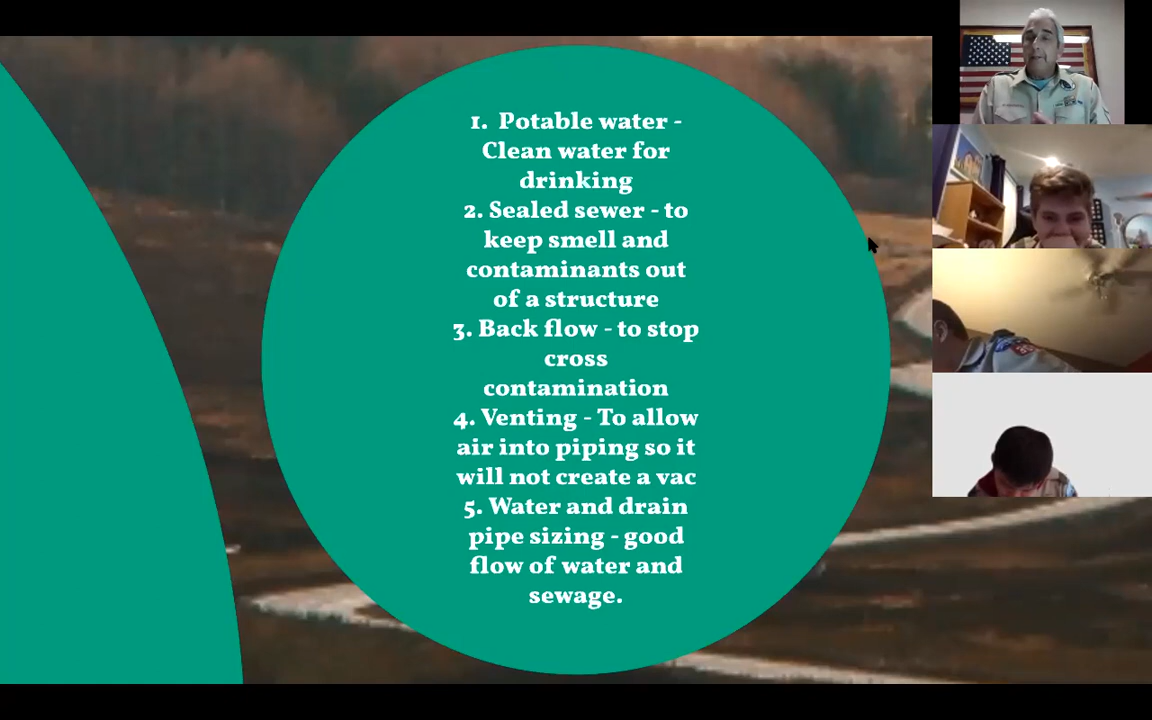 1. Potable water -
Clean water for
drinking
2. Sealed sewer - to
keep smell and
contaminants out
of a structure
3. Back flow - to stop
cross
contamination
4. Venting - To allow
air into piping so it
will not create a vac
5. Water and drain
pipe sizing - good
flow of water and
sewage.